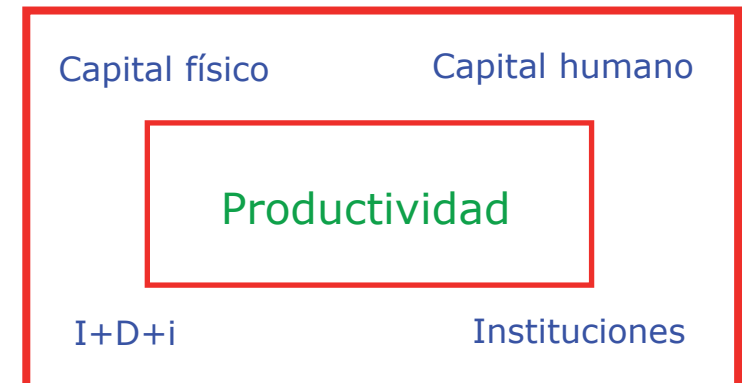 Capital físico
Capital humano
Productividad
I+D+i
Instituciones